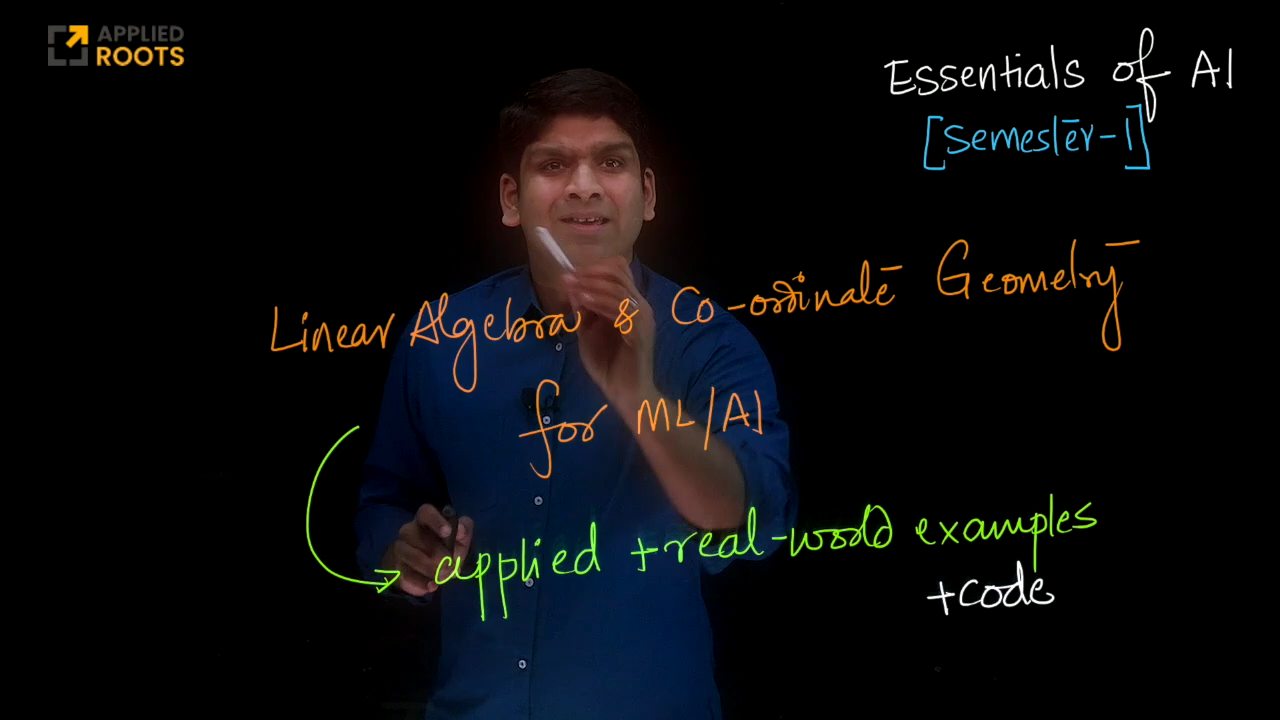 APPLIED
ROOTS
Essentials of AI
[Semester-1]
Linear Algebra & Co-ordinate Geometry
for ML/AI
applied + real-world examples
+code